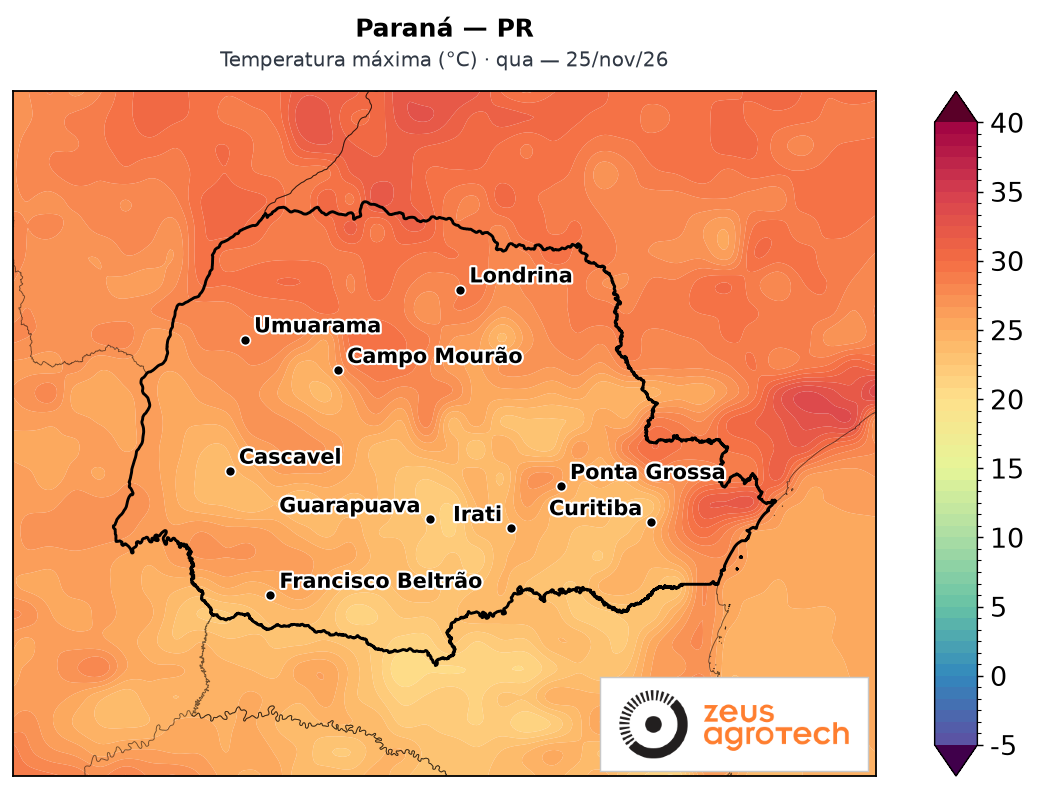 Paraná — PR
Temperatura máxima (°C) · qua — 25/nov/26
Londrina
Umuarama
Campo Mourão
Cascavel
Ponta Grossa
Guarapuava
Irati
Curitiba
Francisco Beltrão
zeus
agrotech
40
35
30
25
20
15
10
5
0
-5